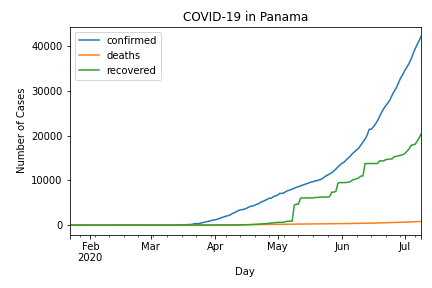 COVID-19 in Panama
confirmed
deaths
recovered
Number of Cases
40000
30000
20000
10000
0
Feb
2020
Mar
Apr
May
Jun
Jul
Day